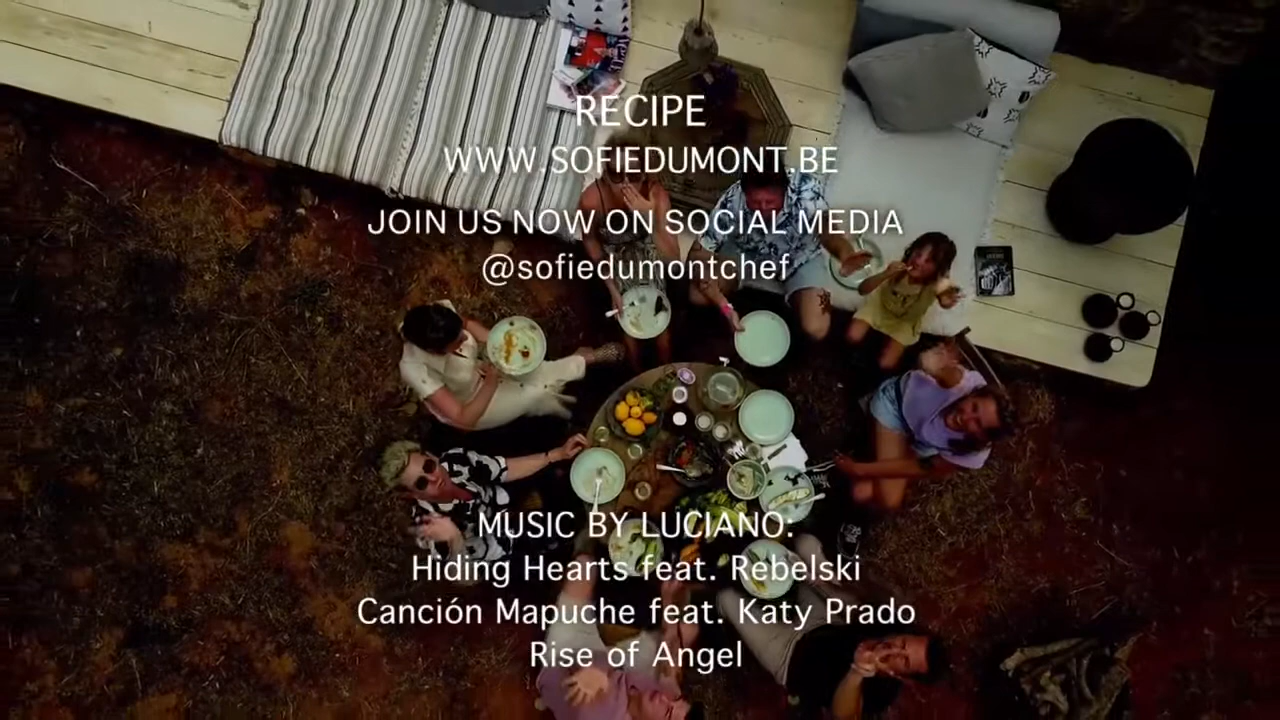 RECIPE
WWW.SOFIEDUMONT.BE
JOIN US NOW ON SOCIAL MEDIA
@sofiedumontchef
MUSIC BY LUCIANO:
Hiding Hearts feat. Rebelski
Canción Mapuche feat. Katy Prado
Rise of Angel